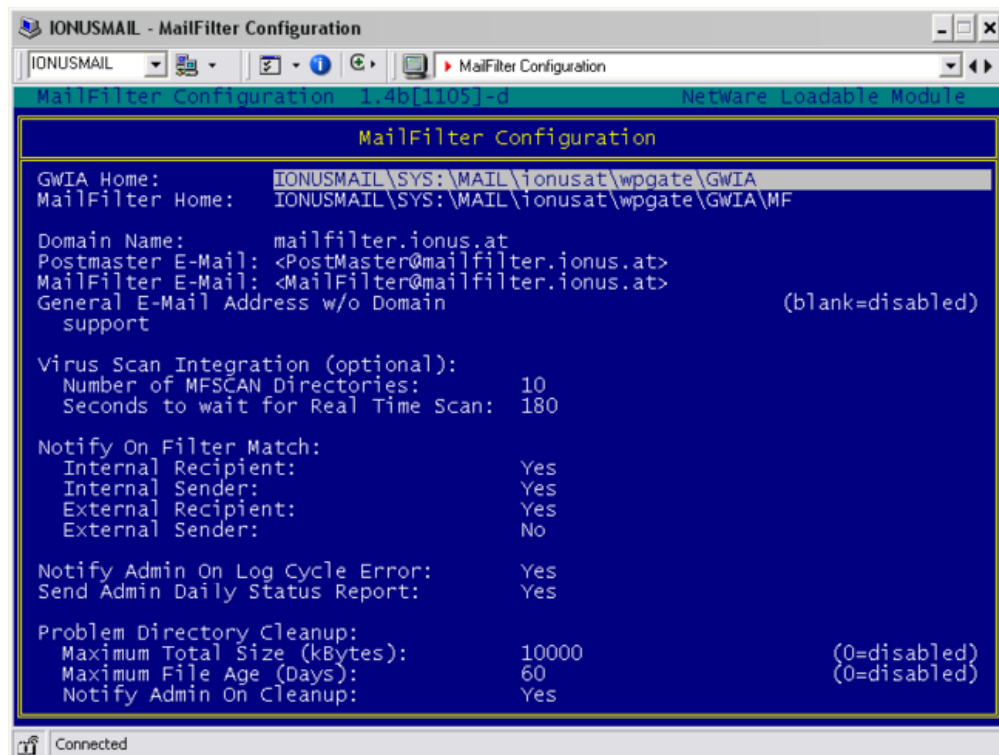 IONUSMAIL - MailFilter Configuration
IONUSMAIL MailFilter Configuration
MailFilter Configuration 1.4b[1105]-d NetWare Loadable Module
MailFilter Configuration
GWIA Home: IONUSMAIL\SYS:\MAIL\ionusat\wpgate\GWIA
MailFilter Home: IONUSMAIL\SYS:\MAIL\ionusat\wpgate\GWIA\MF
Domain Name: mailfilter.ionus.at
Postmaster E-Mail: <PostMaster@mailfilter.ionus.at>
MailFilter E-Mail: <MailFilter@mailfilter.ionus.at>
General E-Mail Address w/o Domain (blank=disabled)
support
Virus Scan Integration (optional):
Number of MFSCAN Directories: 10
Seconds to wait for Real Time Scan: 180
Notify On Filter Match:
Internal Recipient: Yes
Internal Sender: Yes
External Recipient: Yes
External Sender: No
Notify Admin On Log Cycle Error: Yes
Send Admin Daily Status Report: Yes
Problem Directory Cleanup:
Maximum Total Size (kBytes): 10000 (0=disabled)
Maximum File Age (Days): 60 (0=disabled)
Notify Admin On Cleanup: Yes
Connected